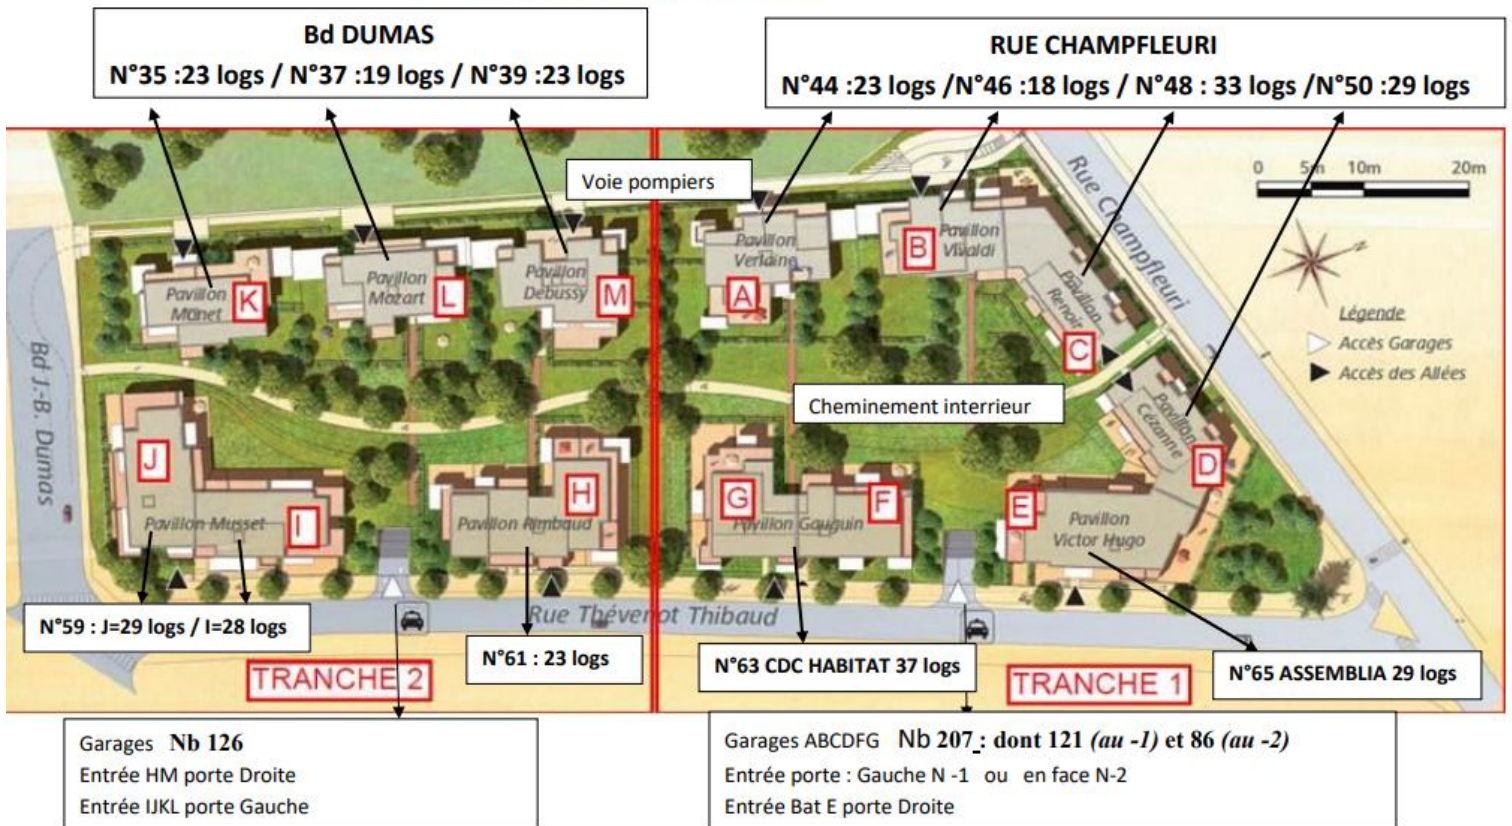 Bd DUMAS
N°35 :23 logs / N°37 :19 logs / N°39 :23 logs
RUE CHAMPFLEURI
N°44 :23 logs /N°46 :18 logs / N°48 : 33 logs /N°50 :29 logs
Voie pompiers
Rue Champfleuri
0 5m 10m 20m
N
Légende
Accès Garages
Accès des Allées
Pavillon
Manet
K
Pavillon
Mozart
L
Pavillon
Debussy
M
Pavillon
Verlaine
A
B
Pavillon
Vivaldi
Pavillon
Renoir
C
Cheminement interrieur
Pavillon
Cézanne
D
Bd J.-B. Dumas
J
Pavillon Musset
I
H
Pavillon Rimbaud
G
F
Pavillon Gauguin
E
Pavillon
Victor Hugo
Rue Thévenot Thibaud
N°59 : J=29 logs / I=28 logs
N°61 : 23 logs
N°63 CDC HABITAT 37 logs
N°65 ASSEMBLIA 29 logs
TRANCHE 2
TRANCHE 1
Garages Nb 126
Entrée HM porte Droite
Entrée IJKL porte Gauche
Garages ABCDFG Nb 207 : dont 121 (au -1) et 86 (au -2)
Entrée porte : Gauche N -1 ou en face N-2
Entrée Bat E porte Droite